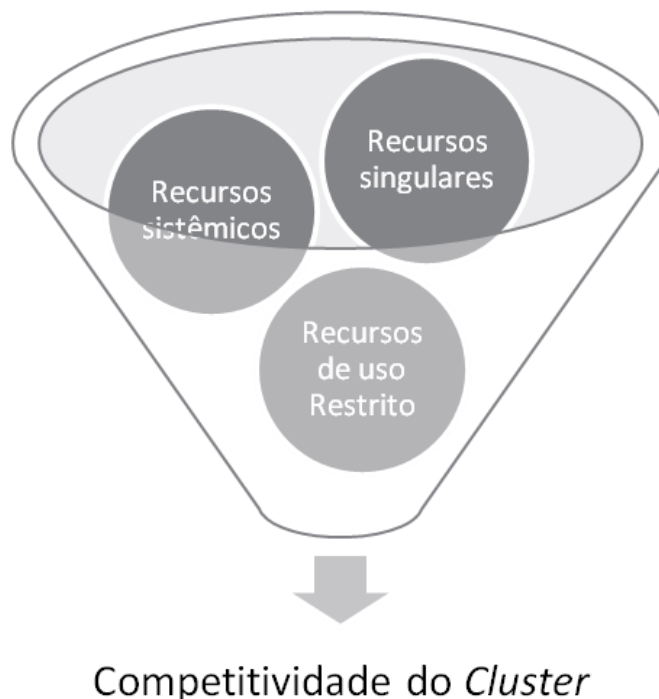 Recursos
singulares
Recursos
sistêmicos
Recursos
de uso
Restrito
Competitividade do Cluster